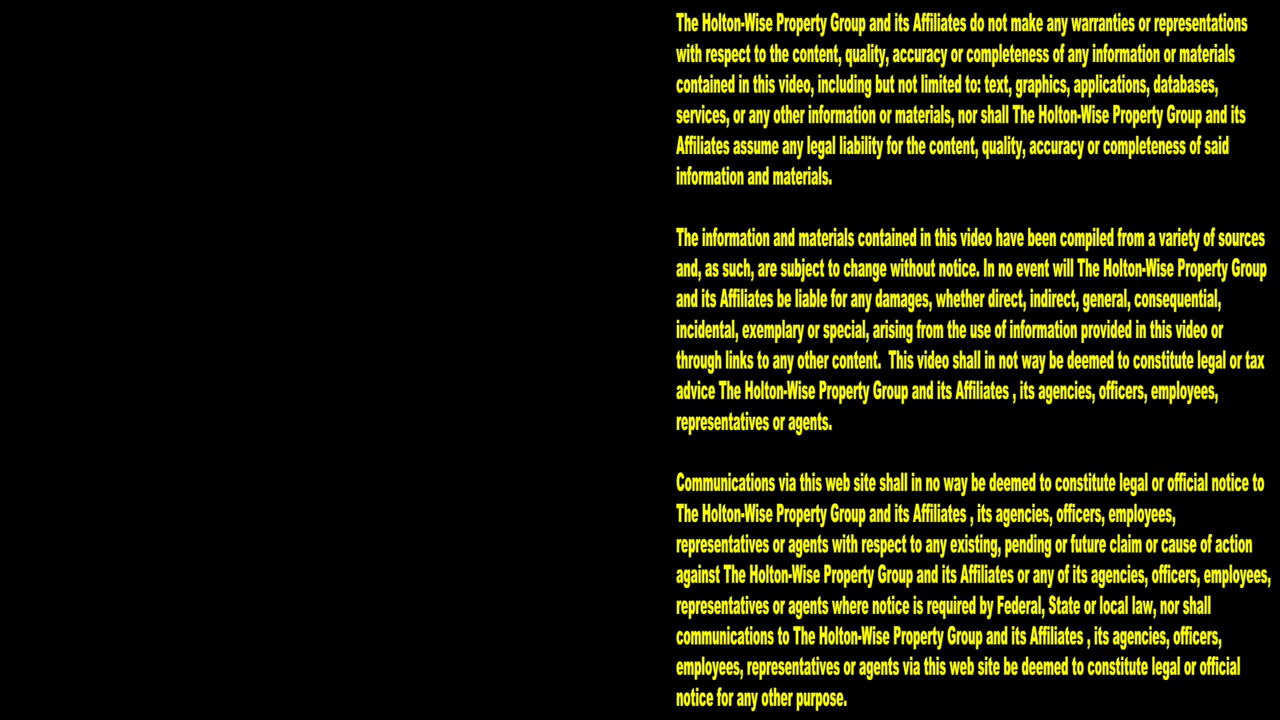 The Holton-Wise Property Group and its Affiliates do not make any warranties or representations
with respect to the content, quality, accuracy or completeness of any information or materials
contained in this video, including but not limited to: text, graphics, applications, databases,
services, or any other information or materials, nor shall The Holton-Wise Property Group and its
Affiliates assume any legal liability for the content, quality, accuracy or completeness of said
information and materials.
The information and materials contained in this video have been compiled from a variety of sources
and, as such, are subject to change without notice. In no event will The Holton-Wise Property Group
and its Affiliates be liable for any damages, whether direct, indirect, general, consequential,
incidental, exemplary or special, arising from the use of information provided in this video or
through links to any other content.  This video shall in not way be deemed to constitute legal or tax
advice The Holton-Wise Property Group and its Affiliates , its agencies, officers, employees,
representatives or agents.
Communications via this web site shall in no way be deemed to constitute legal or official notice to
The Holton-Wise Property Group and its Affiliates , its agencies, officers, employees,
representatives or agents with respect to any existing, pending or future claim or cause of action
against The Holton-Wise Property Group and its Affiliates or any of its agencies, officers, employees,
representatives or agents where notice is required by Federal, State or local law, nor shall
communications to The Holton-Wise Property Group and its Affiliates , its agencies, officers,
employees, representatives or agents via this web site be deemed to constitute legal or official
notice for any other purpose.